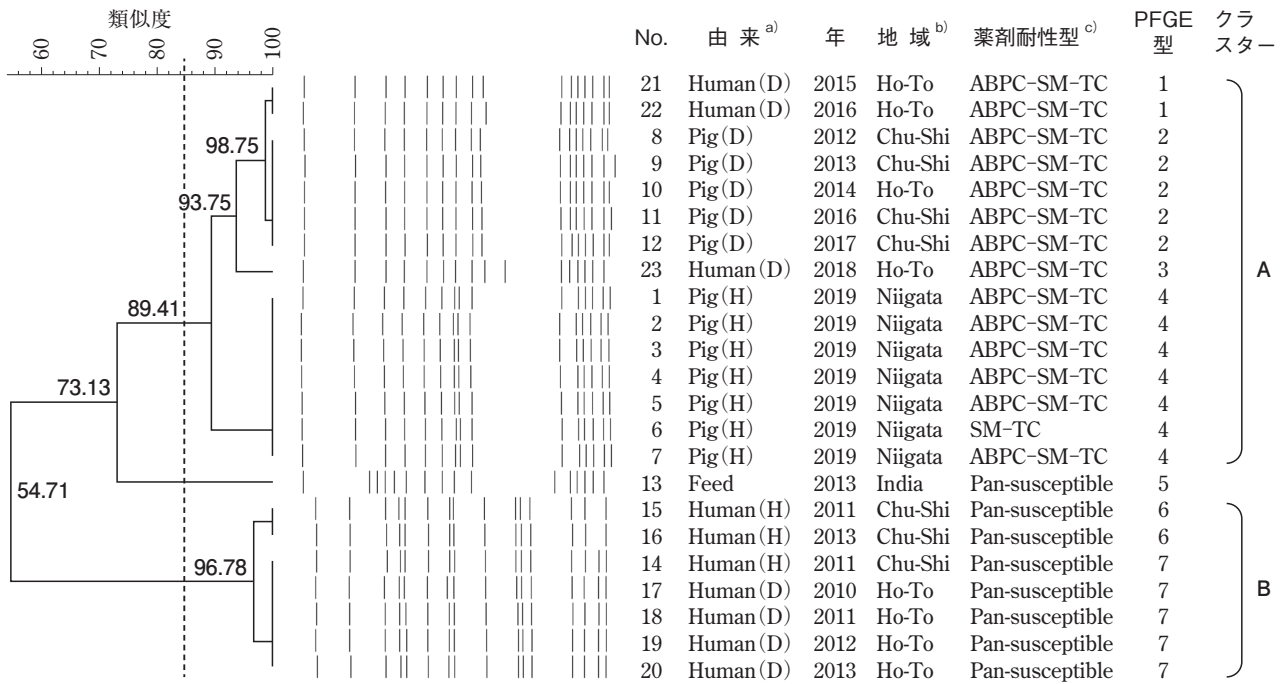 類似度
60 70 80 90 100
No. 由 来 a) 年 地 域 b) 薬剤耐性型 c) PFGE型 クラスター
21 Human(D) 2015 Ho-To ABPC-SM-TC 1
22 Human(D) 2016 Ho-To ABPC-SM-TC 1
8 Pig(D) 2012 Chu-Shi ABPC-SM-TC 2
98.75
9 Pig(D) 2013 Chu-Shi ABPC-SM-TC 2
10 Pig(D) 2014 Ho-To ABPC-SM-TC 2
93.75
11 Pig(D) 2016 Chu-Shi ABPC-SM-TC 2
12 Pig(D) 2017 Chu-Shi ABPC-SM-TC 2
23 Human(D) 2018 Ho-To ABPC-SM-TC 3
A
1 Pig(H) 2019 Niigata ABPC-SM-TC 4
89.41
2 Pig(H) 2019 Niigata ABPC-SM-TC 4
3 Pig(H) 2019 Niigata ABPC-SM-TC 4
4 Pig(H) 2019 Niigata ABPC-SM-TC 4
73.13
5 Pig(H) 2019 Niigata ABPC-SM-TC 4
6 Pig(H) 2019 Niigata SM-TC 4
7 Pig(H) 2019 Niigata ABPC-SM-TC 4
13 Feed 2013 India Pan-susceptible 5
54.71
15 Human(H) 2011 Chu-Shi Pan-susceptible 6
16 Human(H) 2013 Chu-Shi Pan-susceptible 6
14 Human(H) 2011 Chu-Shi Pan-susceptible 7
96.78
17 Human(D) 2010 Ho-To Pan-susceptible 7
B
18 Human(D) 2011 Ho-To Pan-susceptible 7
19 Human(D) 2012 Ho-To Pan-susceptible 7
20 Human(D) 2013 Ho-To Pan-susceptible 7